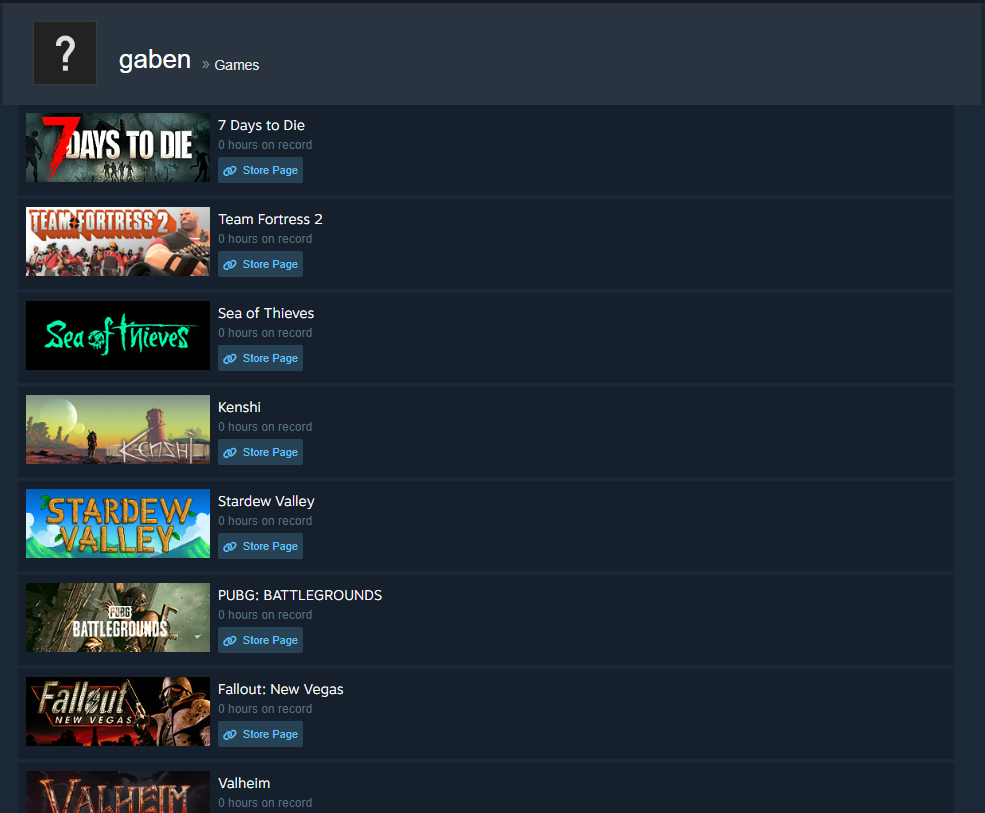 ?
gaben » Games
7 DAYS TO DIE
7 Days to Die
0 hours on record
Store Page
TEAM FORTRESS 2
Team Fortress 2
0 hours on record
Store Page
Sea of Thieves
Sea of Thieves
0 hours on record
Store Page
KENSHI
Kenshi
0 hours on record
Store Page
STARDEW
VALLEY
Stardew Valley
0 hours on record
Store Page
PUBG
BATTLEGROUNDS
PUBG: BATTLEGROUNDS
0 hours on record
Store Page
Fallout
NEW VEGAS
Fallout: New Vegas
0 hours on record
Store Page
VALHEIM
Valheim
0 hours on record